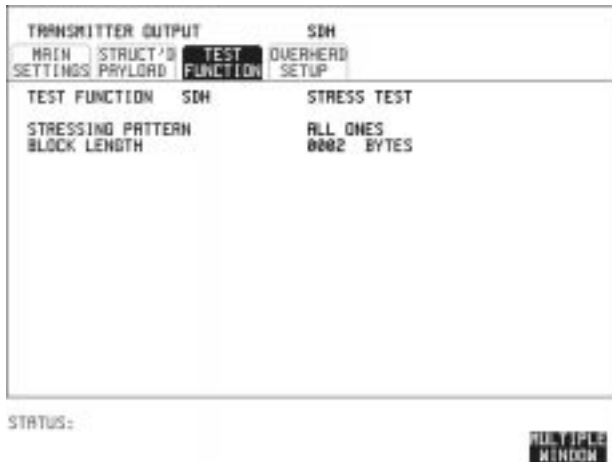 TRANSMITTER OUTPUT SDH
MAIN SETTINGS STRUCT'D PAYLOAD TEST FUNCTION OVERHEAD SETUP
TEST FUNCTION SDH STRESS TEST
STRESSING PATTERN ALL ONES
BLOCK LENGTH 0002 BYTES
STATUS:
MULTIPLE
WINDOW